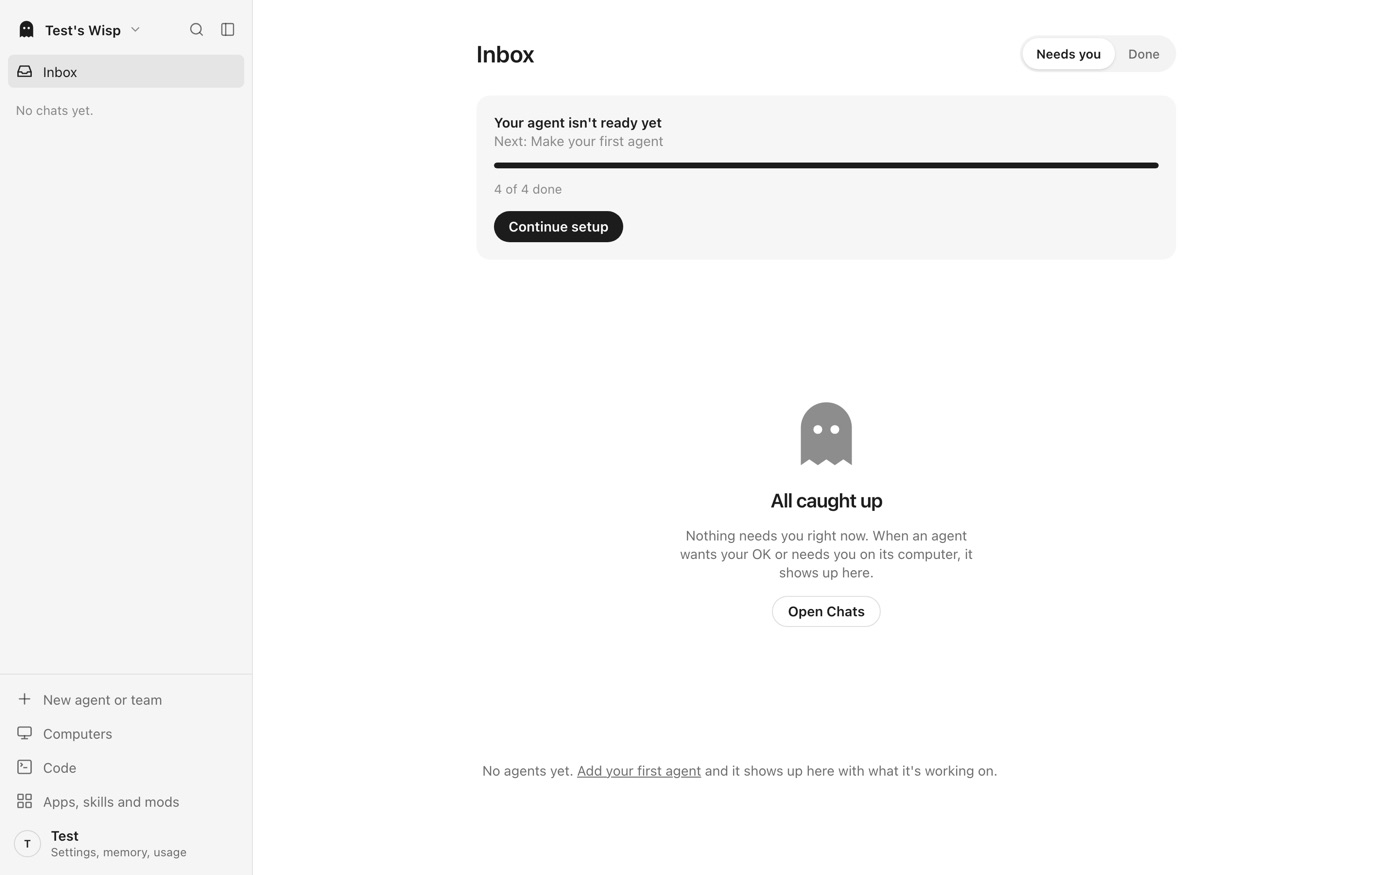 Test's Wisp
Inbox
No chats yet.
New agent or team
Computers
Code
Apps, skills and mods
T
Test
Settings, memory, usage
Inbox
Needs you
Done
Your agent isn't ready yet
Next: Make your first agent
4 of 4 done
Continue setup
All caught up
Nothing needs you right now. When an agent
wants your OK or needs you on its computer, it
shows up here.
Open Chats
No agents yet. Add your first agent and it shows up here with what it's working on.